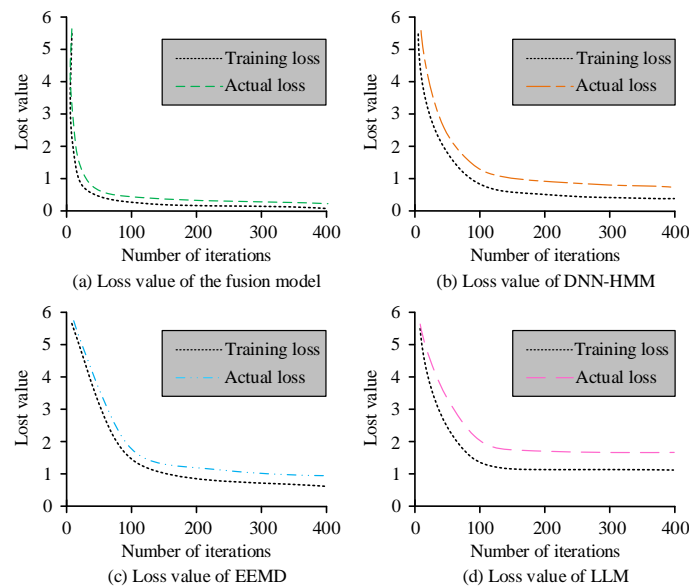 6
5
4
3
2
1
0
Lost value
Training loss
Actual loss
0 100 200 300 400
Number of iterations
(a) Loss value of the fusion model
6
5
4
3
2
1
0
Lost value
Training loss
Actual loss
0 100 200 300 400
Number of iterations
(b) Loss value of DNN-HMM
6
5
4
3
2
1
0
Lost value
Training loss
Actual loss
0 100 200 300 400
Number of iterations
(c) Loss value of EEMD
6
5
4
3
2
1
0
Lost value
Training loss
Actual loss
0 100 200 300 400
Number of iterations
(d) Loss value of LLM